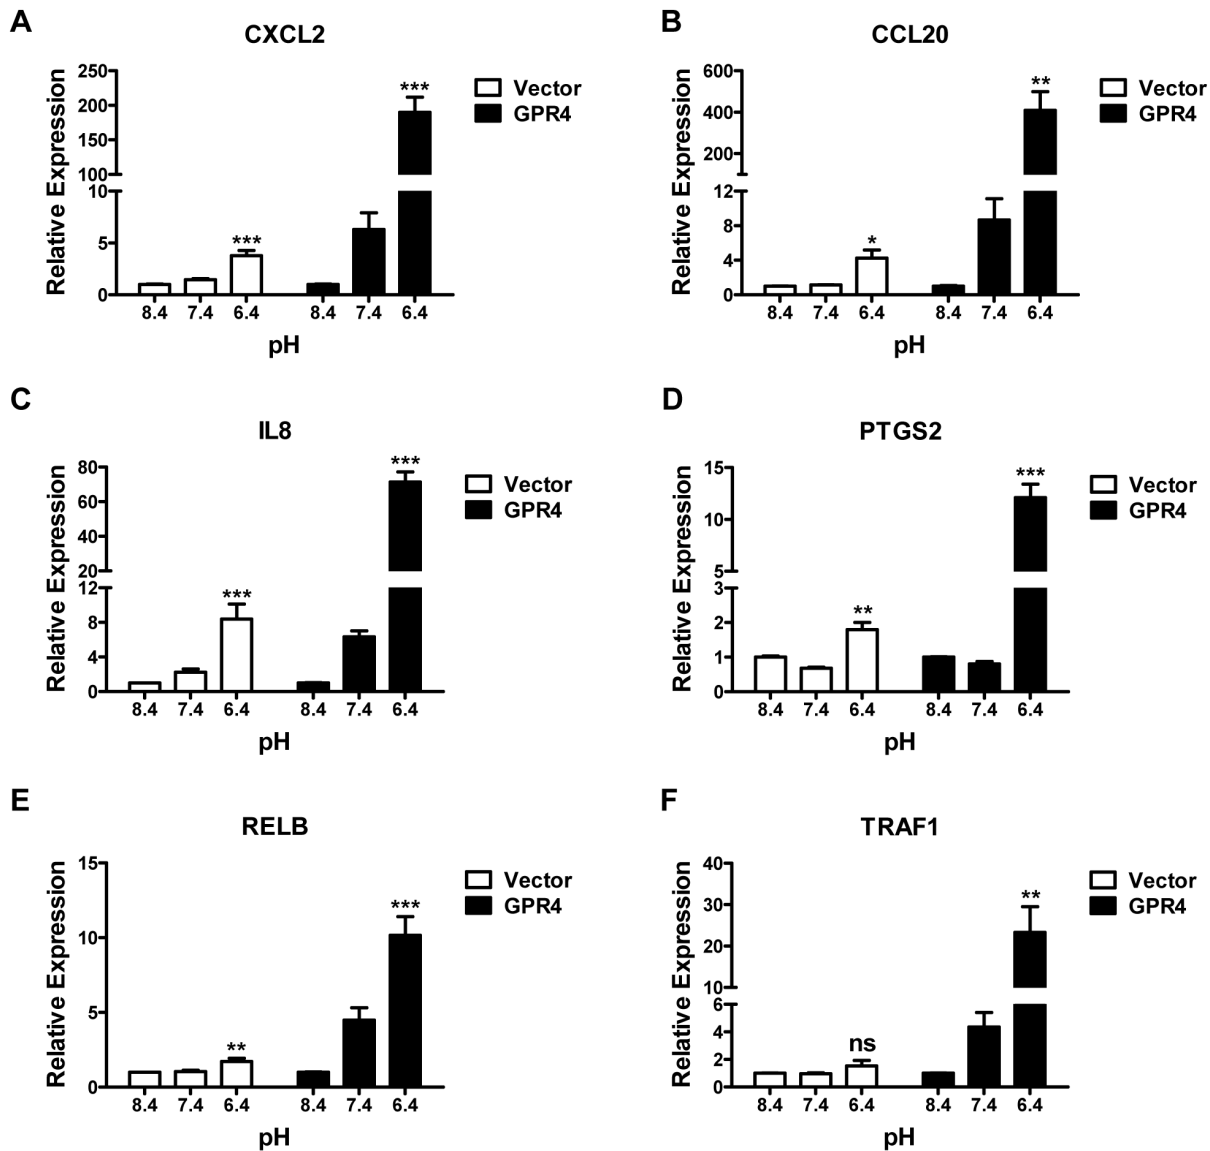 A
CXCL2
Relative Expression
250
200
150
100
10
5
0
***
***
8.4 7.4 6.4 8.4 7.4 6.4
pH
Vector
GPR4
B
CCL20
Relative Expression
600
400
200
12
8
4
0
*
**
8.4 7.4 6.4 8.4 7.4 6.4
pH
Vector
GPR4
C
IL8
Relative Expression
80
60
40
20
12
8
4
0
***
***
8.4 7.4 6.4 8.4 7.4 6.4
pH
Vector
GPR4
D
PTGS2
Relative Expression
15
10
5
3
2
1
0
**
***
8.4 7.4 6.4 8.4 7.4 6.4
pH
Vector
GPR4
E
RELB
Relative Expression
15
10
5
0
**
***
8.4 7.4 6.4 8.4 7.4 6.4
pH
Vector
GPR4
F
TRAF1
Relative Expression
40
30
20
10
6
4
2
0
ns
**
8.4 7.4 6.4 8.4 7.4 6.4
pH
Vector
GPR4